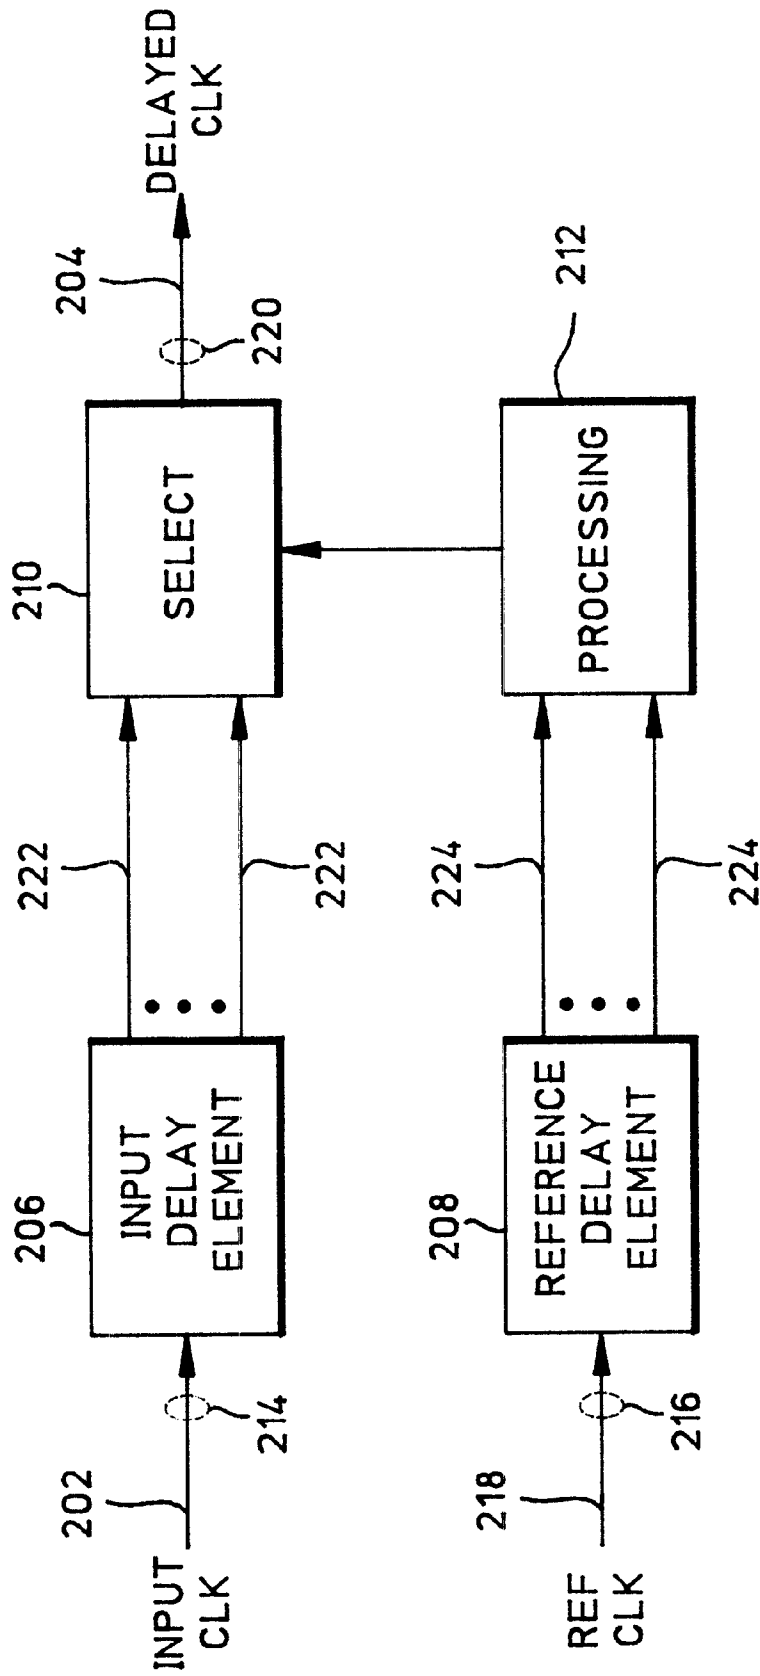 INPUT
CLK
202
214
206
INPUT
DELAY
ELEMENT
222
222
210
SELECT
220
204
DELAYED
CLK
REF
CLK
218
216
208
REFERENCE
DELAY
ELEMENT
224
224
PROCESSING
212